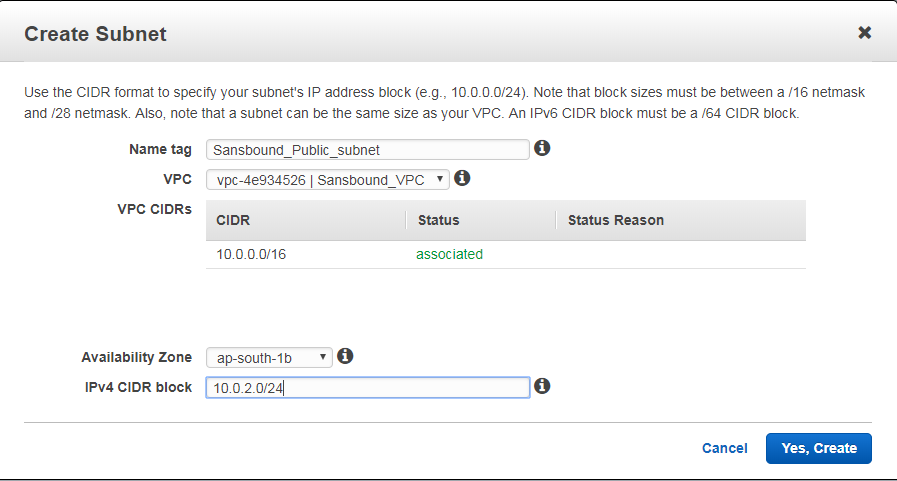 Create Subnet
Use the CIDR format to specify your subnet's IP address block (e.g., 10.0.0.0/24). Note that block sizes must be between a /16 netmask
and /28 netmask. Also, note that a subnet can be the same size as your VPC. An IPv6 CIDR block must be a /64 CIDR block.
Name tag Sansbound_Public_subnet
VPC vpc-4e934526 | Sansbound_VPC
VPC CIDRs CIDR Status Status Reason
10.0.0.0/16 associated
Availability Zone ap-south-1b
IPv4 CIDR block 10.0.2.0/24
Cancel Yes, Create